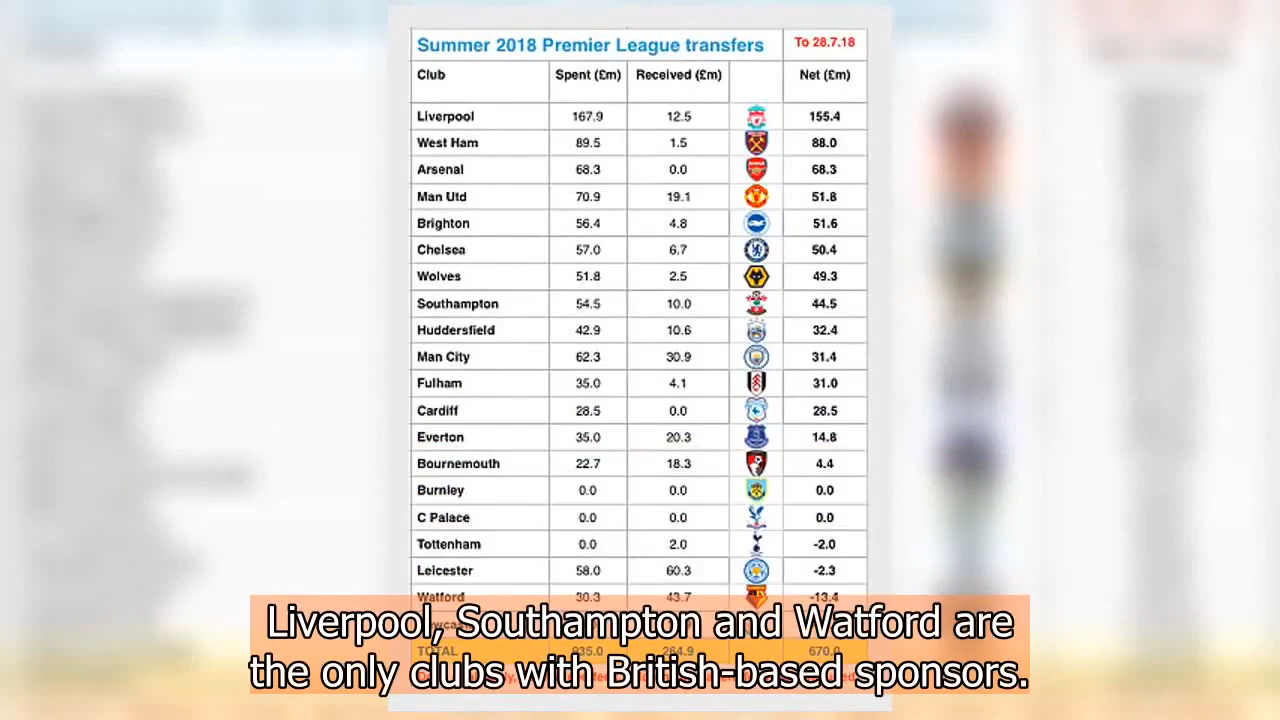 Summer 2018 Premier League transfers To 28.7.18
Club Spent (£m) Received (£m) Net (£m)
Liverpool 167.9 12.5 155.4
West Ham 89.5 1.5 88.0
Arsenal 68.3 0.0 68.3
Man Utd 70.9 19.1 51.8
Brighton 56.4 4.8 51.6
Chelsea 57.0 6.7 50.4
Wolves 51.8 2.5 49.3
Southampton 54.5 10.0 44.5
Huddersfield 42.9 10.6 32.4
Man City 62.3 30.9 31.4
Fulham 35.0 4.1 31.0
Cardiff 28.5 0.0 28.5
Everton 35.0 20.3 14.8
Bournemouth 22.7 18.3 4.4
Burnley 0.0 0.0 0.0
C Palace 0.0 0.0 0.0
Tottenham 0.0 2.0 -2.0
Leicester 58.0 60.3 -2.3
Watford 30.3 43.7 -13.4
TOTAL 935.0 264.9 670.0
Liverpool, Southampton and Watford are
the only clubs with British-based sponsors.